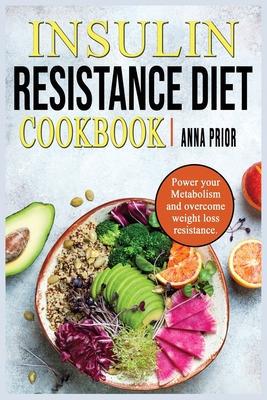 INSULIN
RESISTANCE DIET
COOKBOOK | ANNA PRIOR
Power your
Metabolism
and overcome
weight loss
resistance.